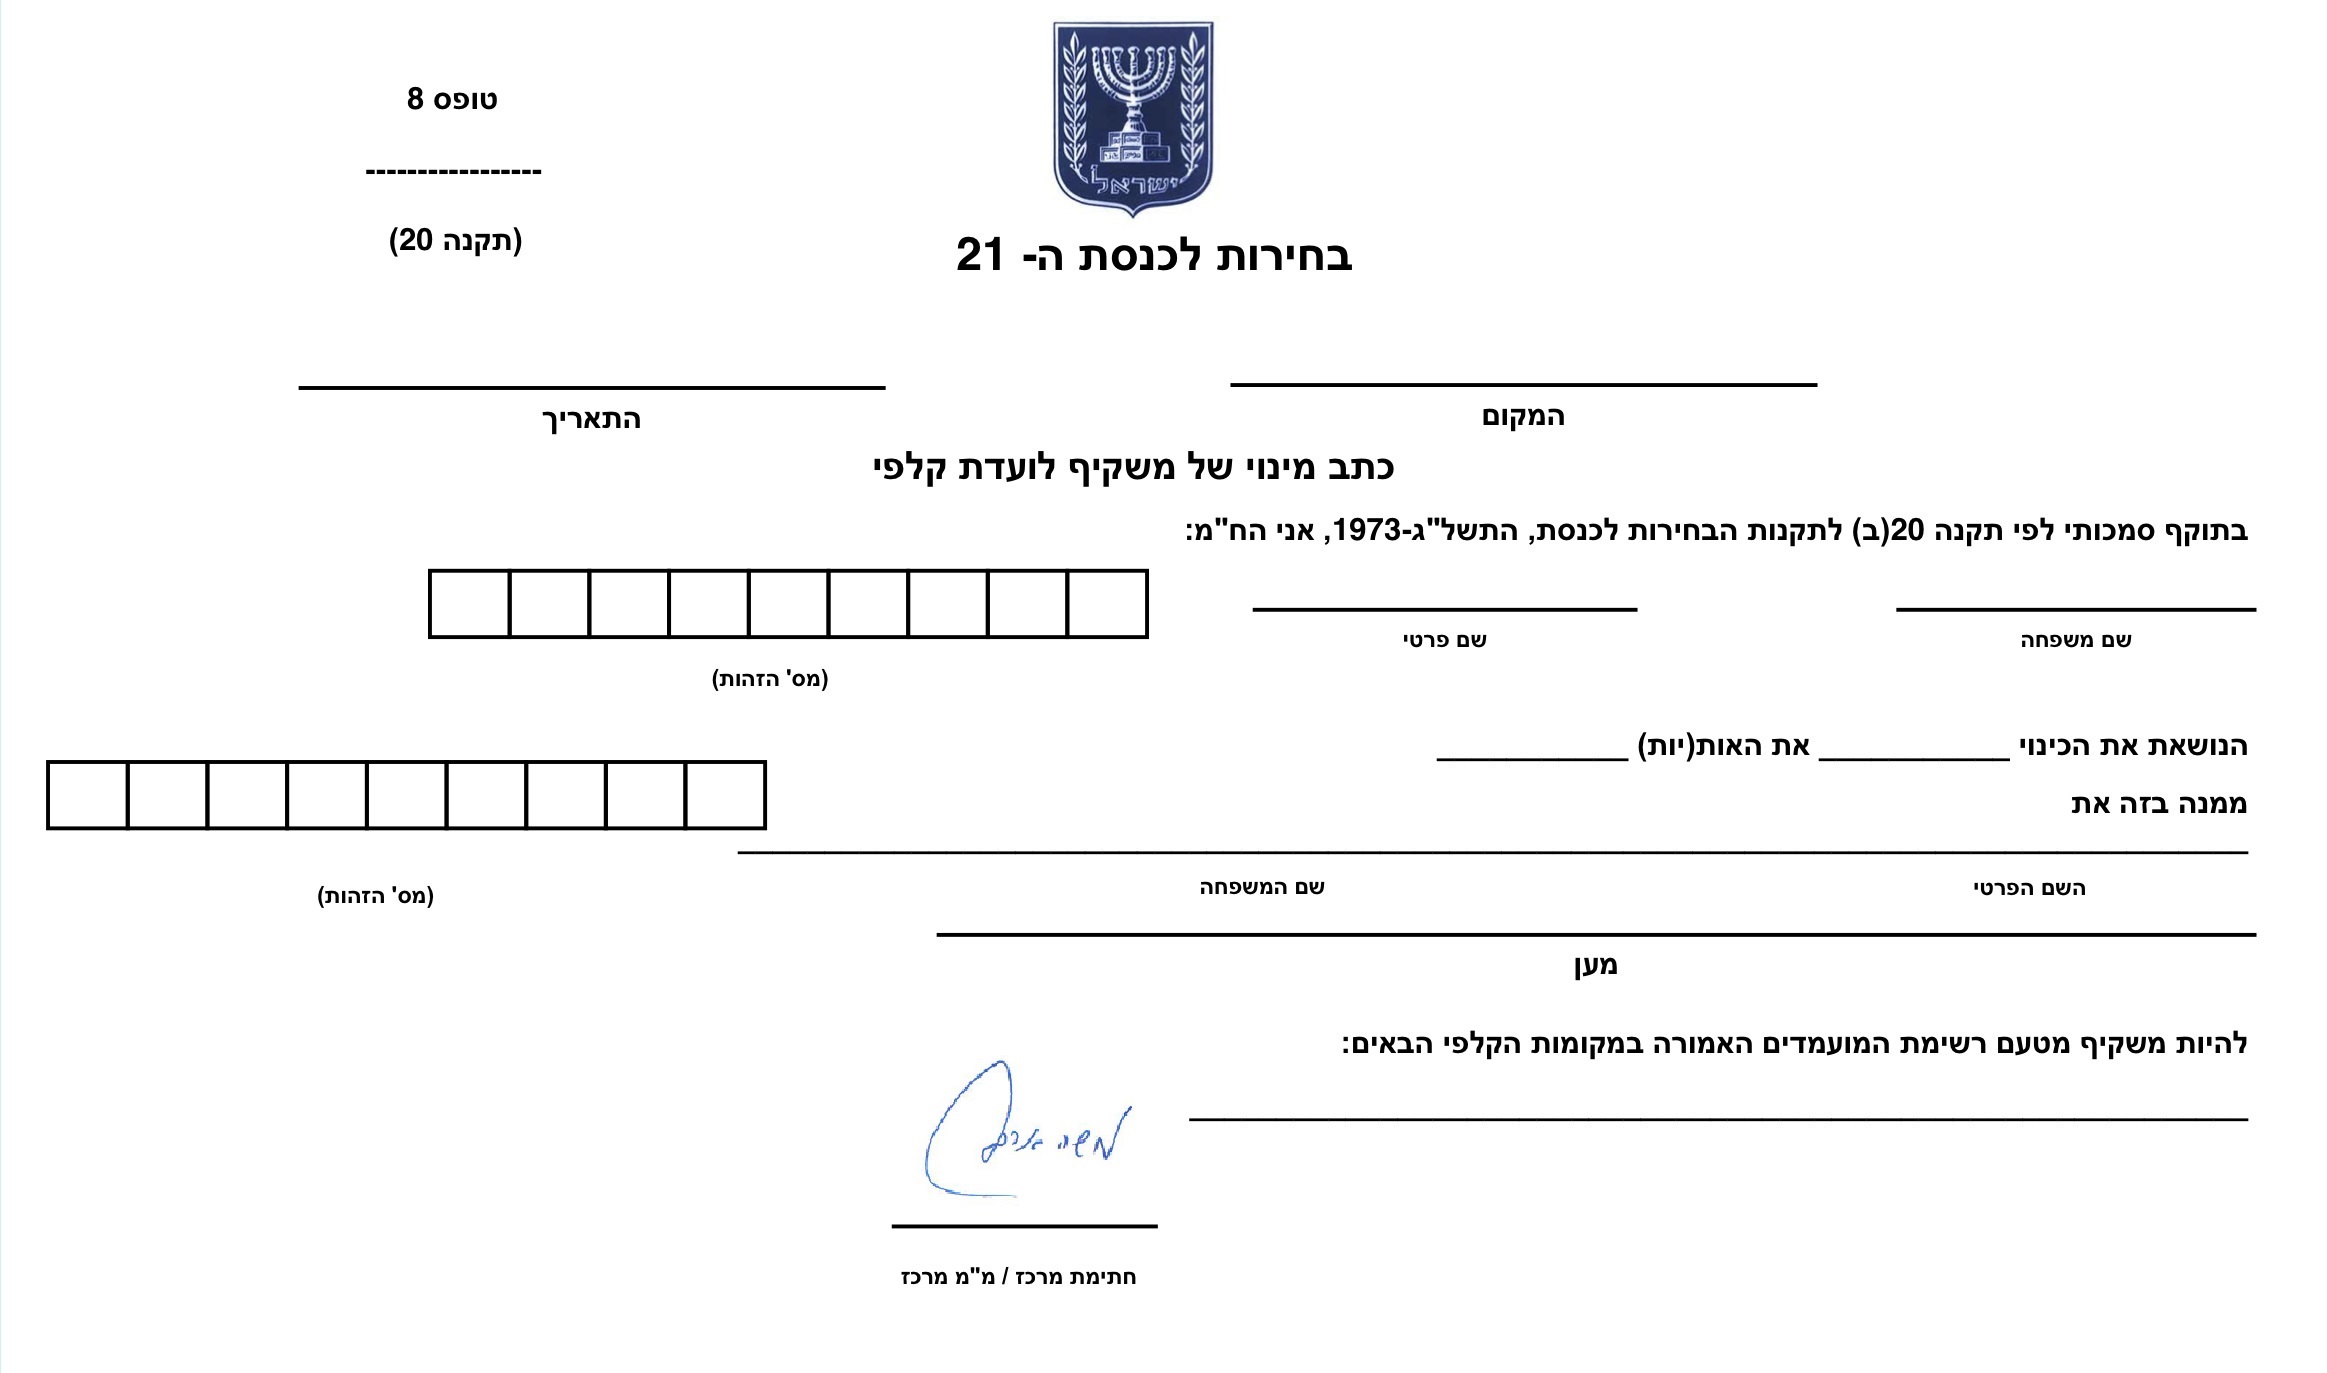 טופס 8
-----------------
(תקנה 20)
ישראל
בחירות לכנסת ה- 21
המקום
התאריך
כתב מינוי של משקיף לועדת קלפי
בתוקף סמכותי לפי תקנה 20(ב) לתקנות הבחירות לכנסת, התשל"ג-1973, אני הח"מ:
שם משפחה
שם פרטי
(מס' הזהות)
הנושאת את הכינוי ____________ את האות(יות) ____________
ממנה בזה את
השם הפרטי
שם המשפחה
(מס' הזהות)
מען
להיות משקיף מטעם רשימת המועמדים האמורה במקומות הקלפי הבאים:
משה
חתימת מרכז / מ"מ מרכז